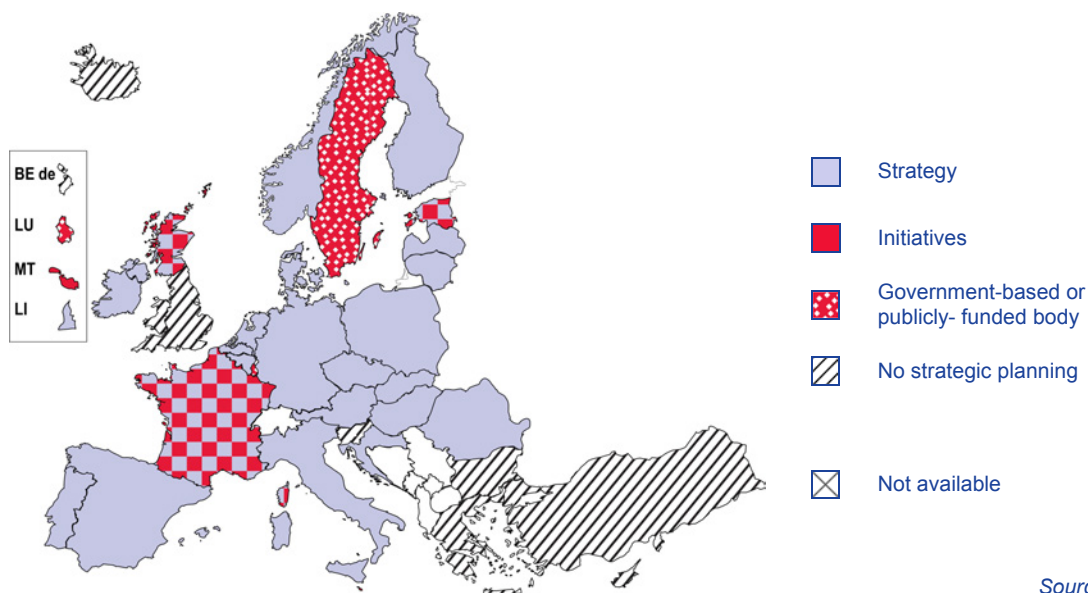 BE de
LU
MT
LI
Strategy
Initiatives
Government-based or
publicly- funded body
No strategic planning
Not available